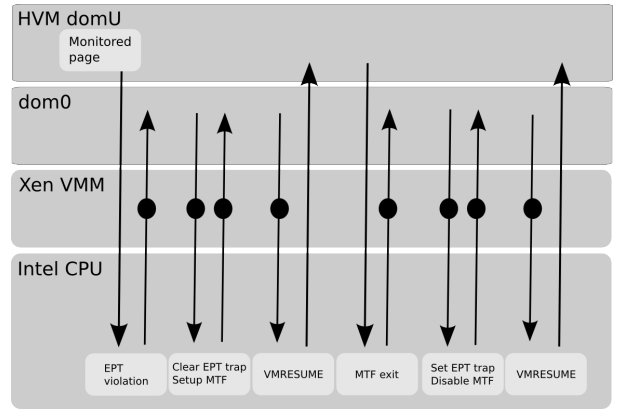 HVM domU
Monitored
page
dom0
Xen VMM
Intel CPU
EPT
violation
Clear EPT trap
Setup MTF
VMRESUME
MTF exit
Set EPT trap
Disable MTF
VMRESUME